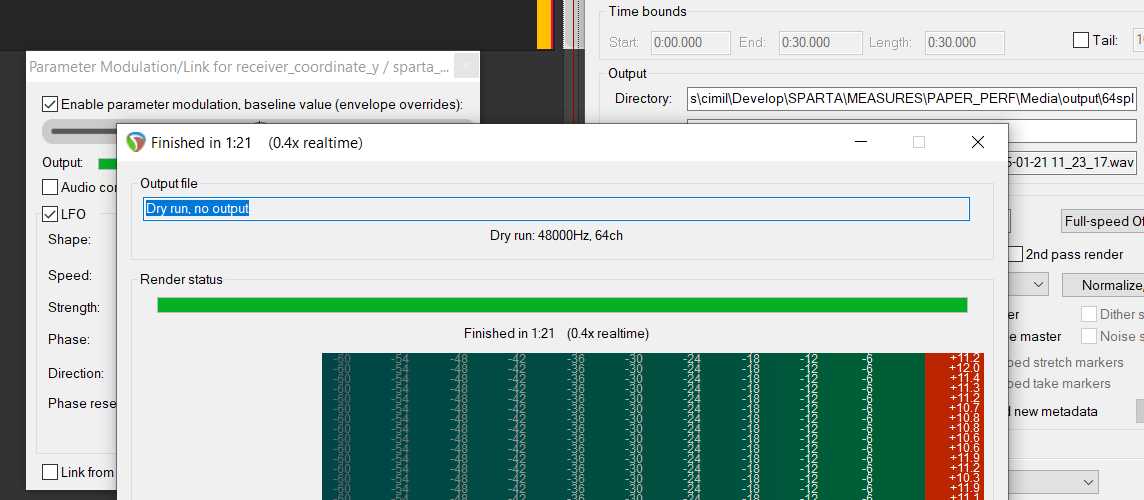 Time bounds
Start: 0:00.000 End: 0:30.000 Length: 0:30.000 Tail:
Parameter Modulation/Link for receiver_coordinate_y / sparta_...
Output
Enable parameter modulation, baseline value (envelope overrides):
Directory: s\cimil\Develop\SPARTA\MEASURES\PAPER_PERF\Media\output\64spl
Finished in 1:21 (0.4x realtime)
Output:
5-01-21 11_23_17.wav
Output file
Audio co
Dry run, no output
LFO
Full-speed Of
Dry run: 48000Hz, 64ch
Shape:
2nd pass render
Speed:
Render status
Normalize,
Strength:
Dither s
Finished in 1:21 (0.4x realtime)
Phase:
e master Noise s
-60 -54 -48 -42 -36 -30 -24 -18 -12 -6 +11.2
-60 -54 -48 -42 -36 -30 -24 -18 -12 -6 +12.0
Direction:
-60 -54 -48 -42 -36 -30 -24 -18 -12 -6 +11.4
-60 -54 -48 -42 -36 -30 -24 -18 -12 -6 +11.3
bed stretch markers
bed take markers
-60 -54 -48 -42 -36 -30 -24 -18 -12 -6 +11.2
-60 -54 -48 -42 -36 -30 -24 -18 -12 -6 +10.7
Phase rese
d new metadata
-60 -54 -48 -42 -36 -30 -24 -18 -12 -6 +10.8
-60 -54 -48 -42 -36 -30 -24 -18 -12 -6 +10.8
-60 -54 -48 -42 -36 -30 -24 -18 -12 -6 +10.6
-60 -54 -48 -42 -36 -30 -24 -18 -12 -6 +10.6
-60 -54 -48 -42 -36 -30 -24 -18 -12 -6 +11.9
-60 -54 -48 -42 -36 -30 -24 -18 -12 -6 +11.2
Link from
-60 -54 -48 -42 -36 -30 -24 -18 -12 -6 +10.3
-60 -54 -48 -42 -36 -30 -24 -18 -12 -6 +11.9
-60 -54 -48 -42 -36 -30 -24 -18 -12 -6 +11.1